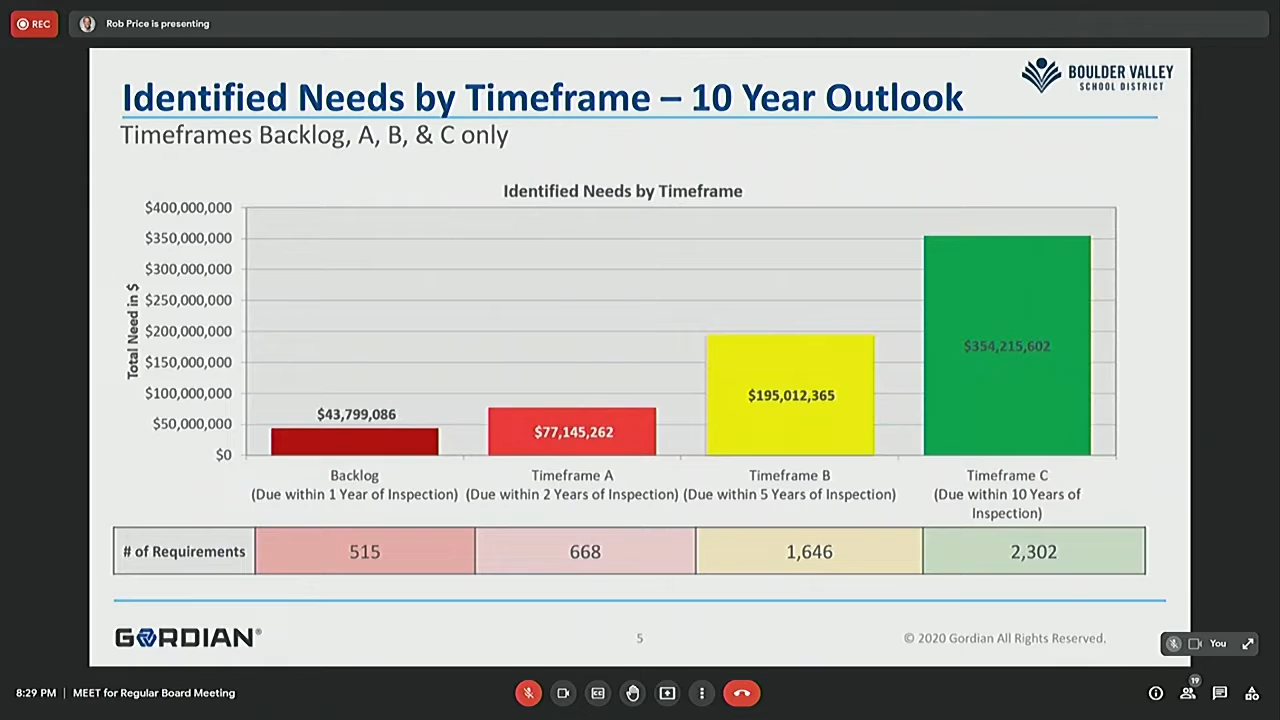 REC
Rob Price is presenting
BOULDER VALLEY
SCHOOL DISTRICT
Identified Needs by Timeframe – 10 Year Outlook
Timeframes Backlog, A, B, & C only
Identified Needs by Timeframe
Total Need in $
$400,000,000
$350,000,000
$300,000,000
$250,000,000
$200,000,000
$150,000,000
$100,000,000
$50,000,000
$0
$43,799,086
$77,145,262
$195,012,365
$354,215,602
Backlog
(Due within 1 Year of Inspection)
Timeframe A
(Due within 2 Years of Inspection)
Timeframe B
(Due within 5 Years of Inspection)
Timeframe C
(Due within 10 Years of
Inspection)
# of Requirements 515 668 1,646 2,302
GORDIAN®
5
© 2020 Gordian All Rights Reserved.
You
8:29 PM | MEET for Regular Board Meeting
19